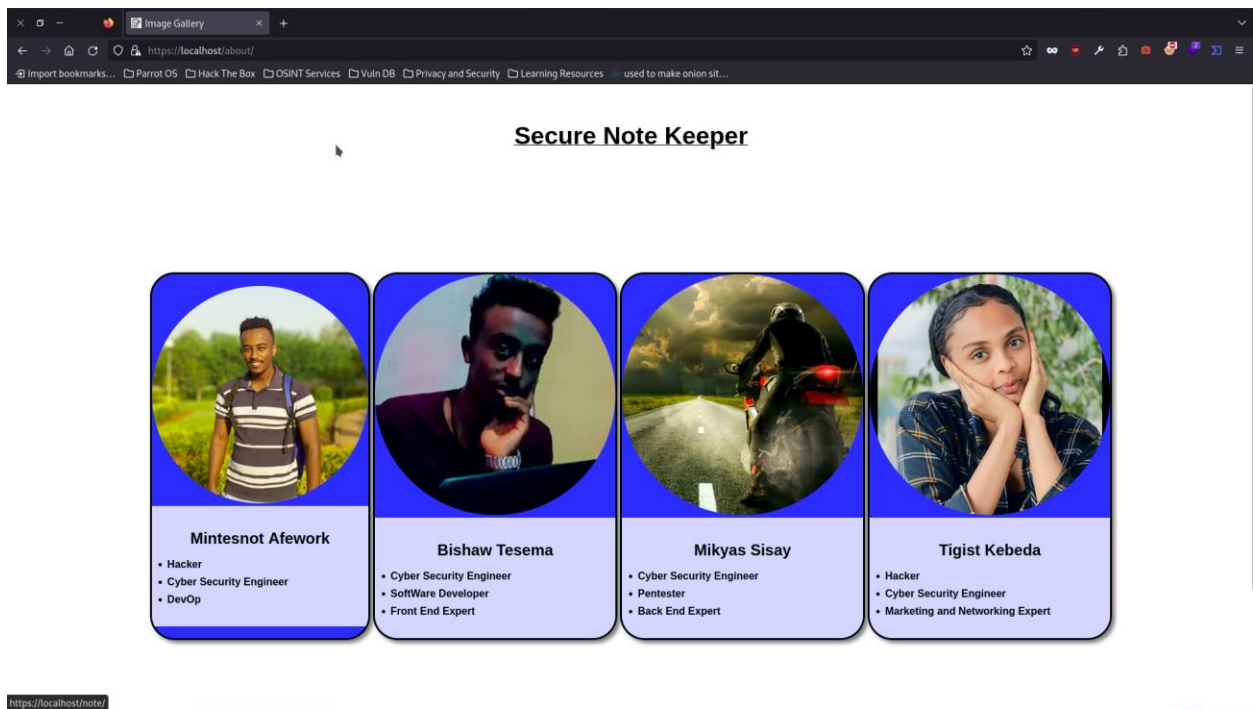 Image Gallery
https://localhost/about/
Import bookmarks... Parrot OS Hack The Box OSINT Services Vuln DB Privacy and Security Learning Resources used to make onion sit...
Secure Note Keeper
Mintesnot Afework
• Hacker
• Cyber Security Engineer
• DevOp
Bishaw Tesema
• Cyber Security Engineer
• SoftWare Developer
• Front End Expert
Mikyas Sisay
• Cyber Security Engineer
• Pentester
• Back End Expert
Tigist Kebeda
• Hacker
• Cyber Security Engineer
• Marketing and Networking Expert
https://localhost/note/